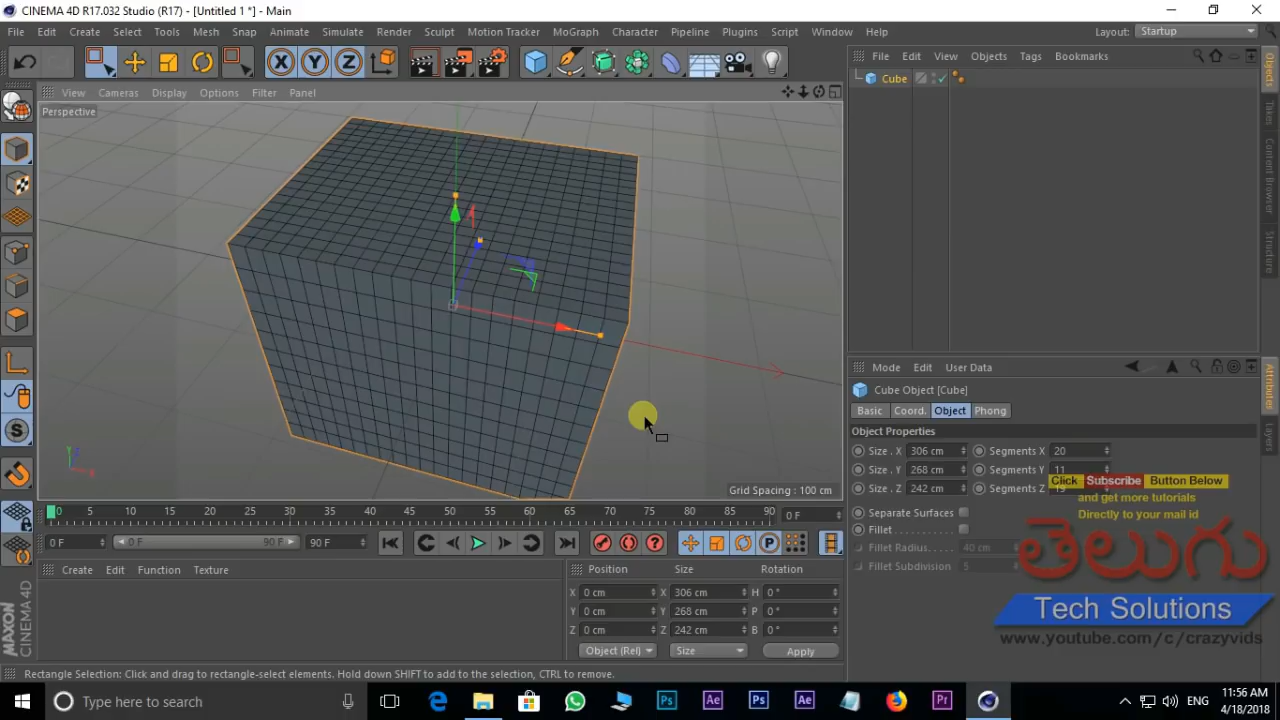 CINEMA 4D R17.032 Studio (R17) - [Untitled 1 *] - Main
File Edit Create Select Tools Mesh Snap Animate Simulate Render Sculpt Motion Tracker MoGraph Character Pipeline Plugins Script Window Help Layout: Startup
X Y Z
View Cameras Display Options Filter Panel
Perspective
Grid Spacing : 100 cm
File Edit View Objects Tags Bookmarks
Cube
Objects
Takes
Content Browser
Structure
Mode Edit User Data
Cube Object [Cube]
Basic Coord. Object Phong
Object Properties
Size . X 306 cm Segments X 20
Size . Y 268 cm Segments Y 11
Size . Z 242 cm Segments Z
Separate Surfaces
Fillet
Fillet Radius. 40 cm
Fillet Subdivision 5
Attributes
Layers
Click Subscribe Button Below
and get more tutorials
Directly to your mail id
తెలుగు
Tech Solutions
www.youtube.com/c/crazyvids
0 5 10 15 20 25 30 35 40 45 50 55 60 65 70 75 80 85 90 0 F
0 F 0 F 90 F 90 F
Create Edit Function Texture
Position Size Rotation
X 0 cm X 306 cm H 0 °
Y 0 cm Y 268 cm P 0 °
Z 0 cm Z 242 cm B 0 °
Object (Rel) Size Apply
MAXON
CINEMA 4D
Rectangle Selection: Click and drag to rectangle-select elements. Hold down SHIFT to add to the selection, CTRL to remove.
Type here to search
ENG
11:56 AM
4/18/2018